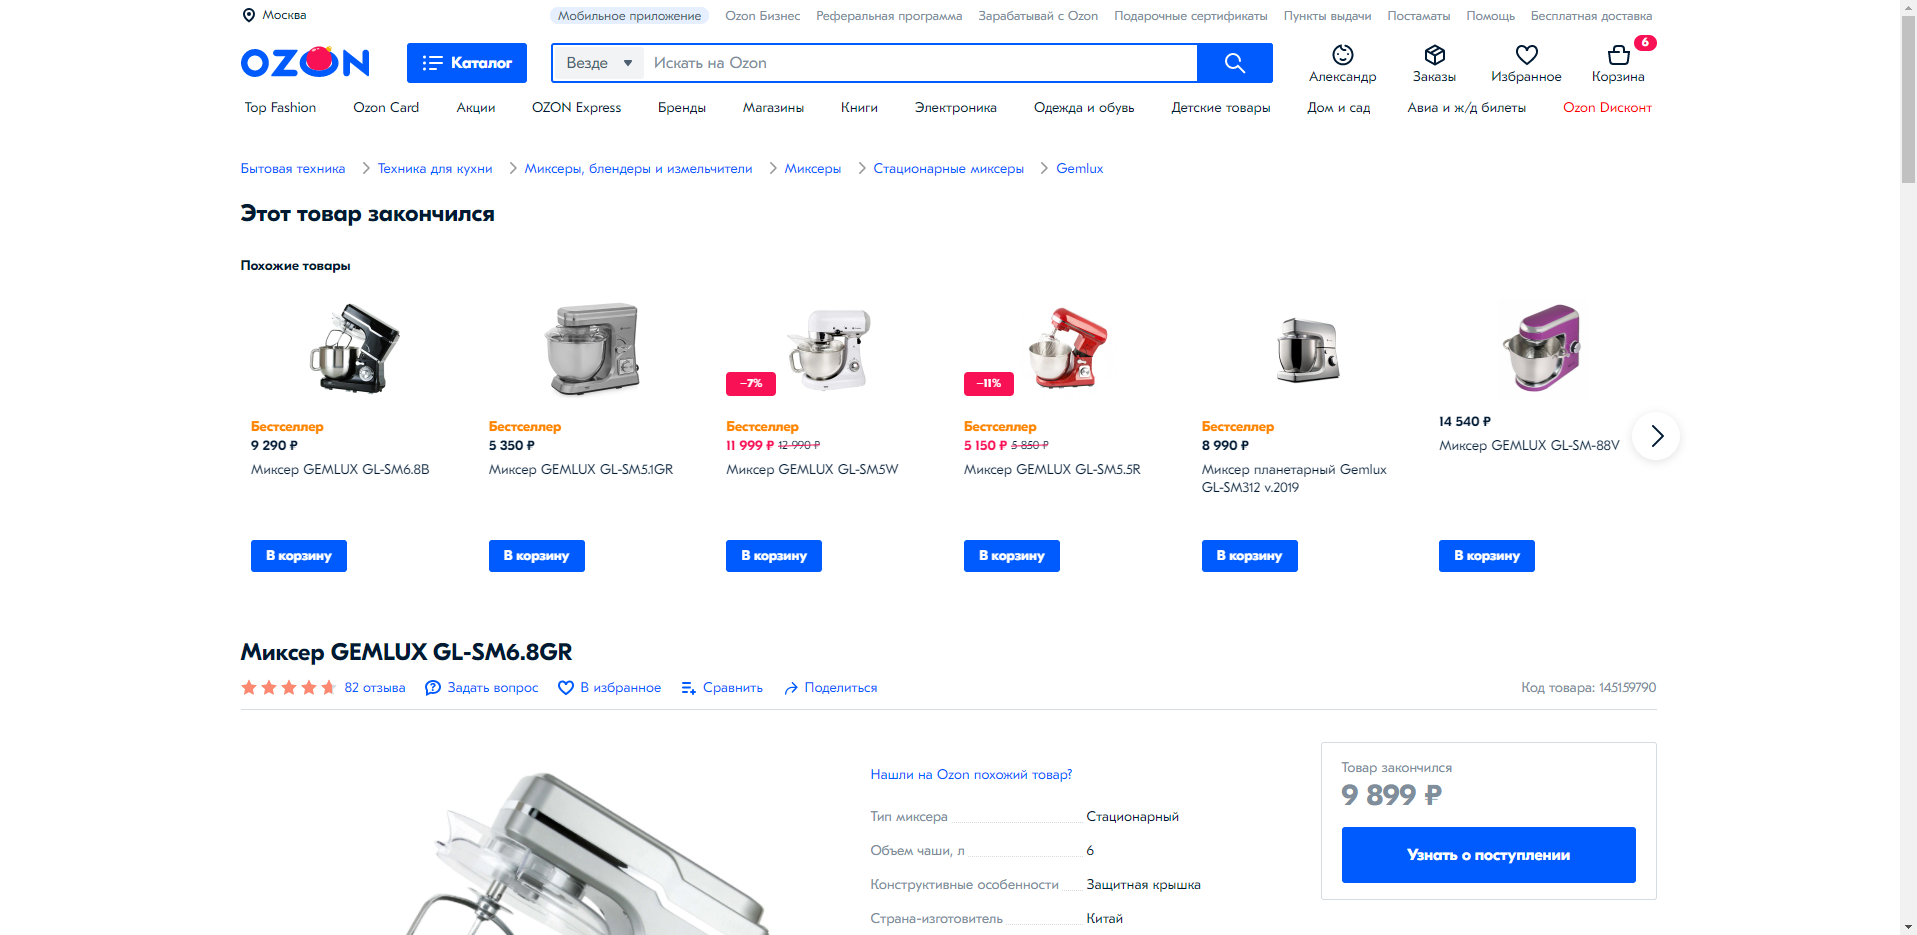 Москва
Мобильное приложение Ozon Бизнес Реферальная программа Зарабатывай с Ozon Подарочные сертификаты Пункты выдачи Постаматы Помощь Бесплатная доставка
OZON Каталог Везде Искать на Ozon
6
Александр Заказы Избранное Корзина
Top Fashion Ozon Card Акции OZON Express Бренды Магазины Книги Электроника Одежда и обувь Детские товары Дом и сад Авиа и ж/д билеты Ozon Dисконт
Бытовая техника Техника для кухни Миксеры, блендеры и измельчители Миксеры Стационарные миксеры Gemlux
Этот товар закончился
Похожие товары
-7% -11%
Бестселлер
9 290 ₽
Миксер GEMLUX GL-SM6.8B
В корзину
Бестселлер
5 350 ₽
Миксер GEMLUX GL-SM5.1GR
В корзину
Бестселлер
11 999 ₽ 12 990 ₽
Миксер GEMLUX GL-SM5W
В корзину
Бестселлер
5 150 ₽ 5 850 ₽
Миксер GEMLUX GL-SM5.5R
В корзину
Бестселлер
8 990 ₽
Миксер планетарный Gemlux
GL-SM312 v.2019
В корзину
14 540 ₽
Миксер GEMLUX GL-SM-88V
В корзину
Миксер GEMLUX GL-SM6.8GR
82 отзыва Задать вопрос В избранное Сравнить Поделиться Код товара: 145159790
Нашли на Ozon похожий товар?
Тип миксера Стационарный
Объем чаши, л 6
Конструктивные особенности Защитная крышка
Страна-изготовитель Китай
Товар закончился
9 899 ₽
Узнать о поступлении